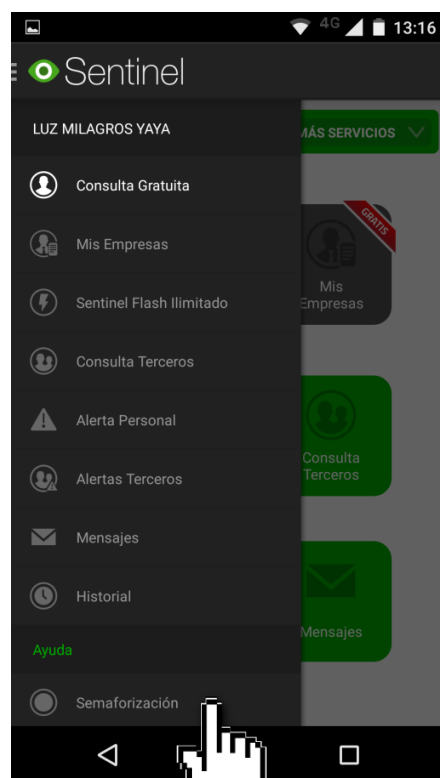 4G 13:16
Sentinel
LUZ MILAGROS YAYA
MÁS SERVICIOS
Consulta Gratuita
GRATIS
Mis Empresas
Mis
Empresas
Sentinel Flash Ilimitado
Consulta Terceros
Alerta Personal
Consulta
Terceros
Alertas Terceros
Mensajes
Historial
Mensajes
Ayuda
Semaforización